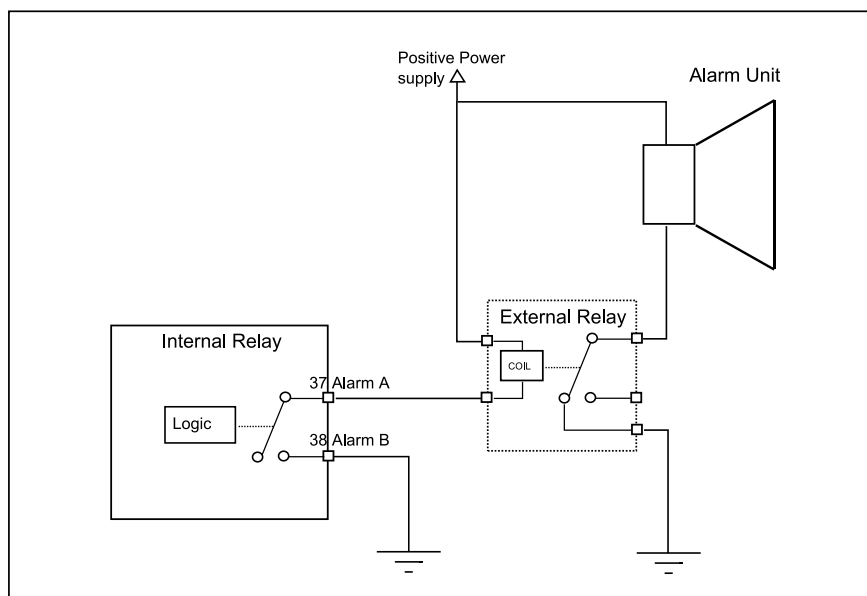 Positive Power
supply
Alarm Unit
External Relay
COIL
Internal Relay
37 Alarm A
Logic
38 Alarm B